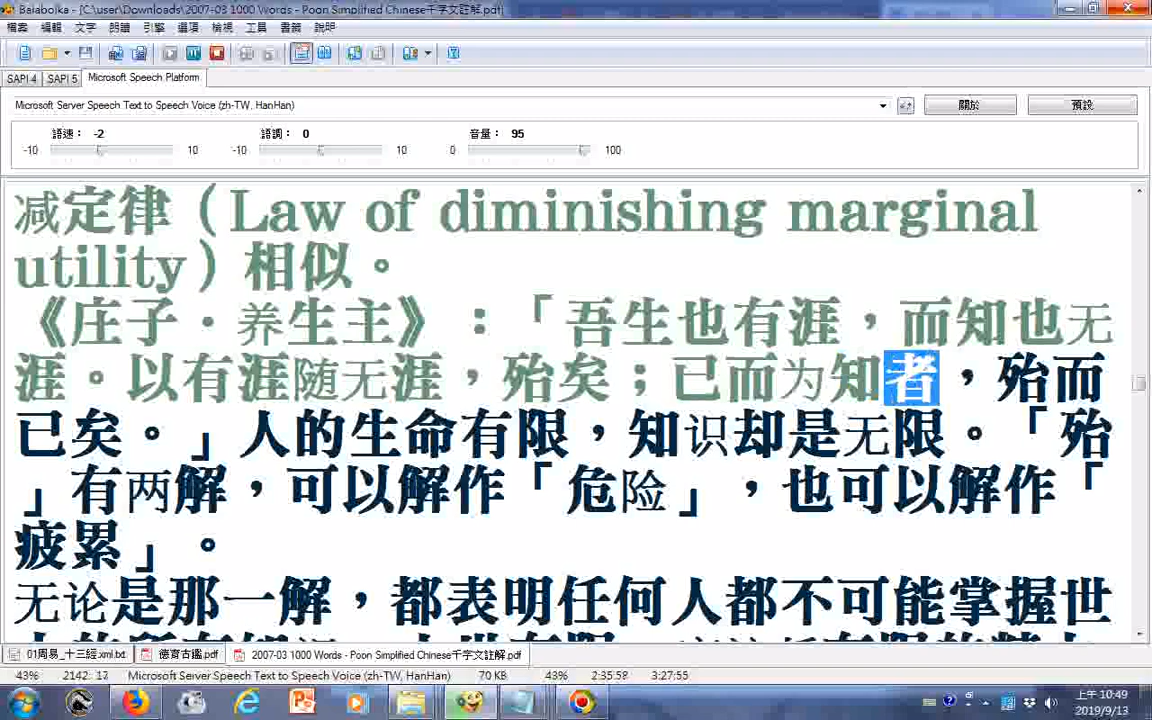 Balabolka - [C:\user\Downloads\2007-03 1000 Words - Poon Simplified Chinese千字文註解.pdf]
檔案 編輯 文字 朗讀 引擎 選項 檢視 工具 書籤 說明
SAPI 4 SAPI 5 Microsoft Speech Platform
Microsoft Server Speech Text to Speech Voice (zh-TW, HanHan) 關於 預設
語速： -2 語調： 0 音量： 95
-10 10 -10 10 0 100
减定律（Law of diminishing marginal
utility）相似。
《庄子·养生主》：「吾生也有涯，而知也无
涯。以有涯随无涯，殆矣；已而为知者，殆而
已矣。」人的生命有限，知识却是无限。「殆
」有两解，可以解作「危险」，也可以解作「
疲累」。
无论是那一解，都表明任何人都不可能掌握世
01周易_十三經.xml.txt 德育古鑑.pdf 2007-03 1000 Words - Poon Simplified Chinese千字文註解.pdf
43% 2142: 17 Microsoft Server Speech Text to Speech Voice (zh-TW, HanHan) 70 KB 43% 2:35:58 3:27:55
上午 10:49
2019/9/13